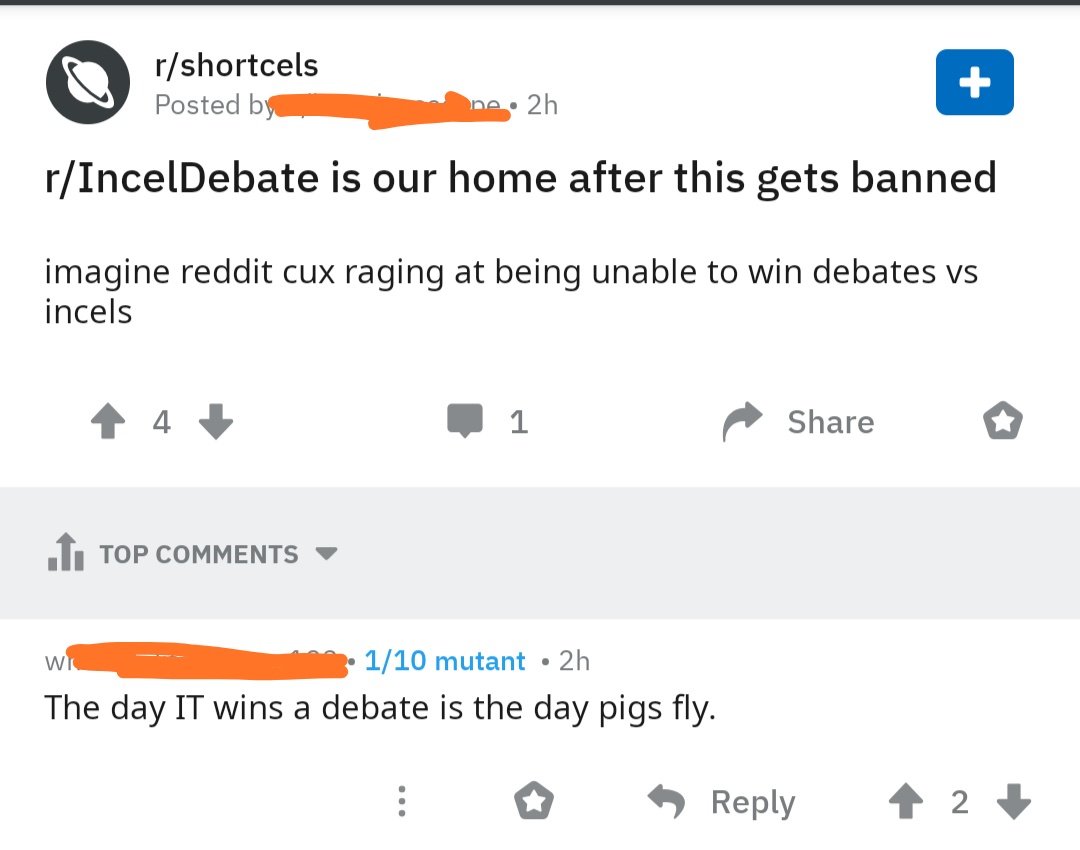 r/shortcels
Posted by • 2h
r/IncelDebate is our home after this gets banned
imagine reddit cux raging at being unable to win debates vs
incels
4
1
Share
TOP COMMENTS
• 1/10 mutant • 2h
The day IT wins a debate is the day pigs fly.
Reply
2